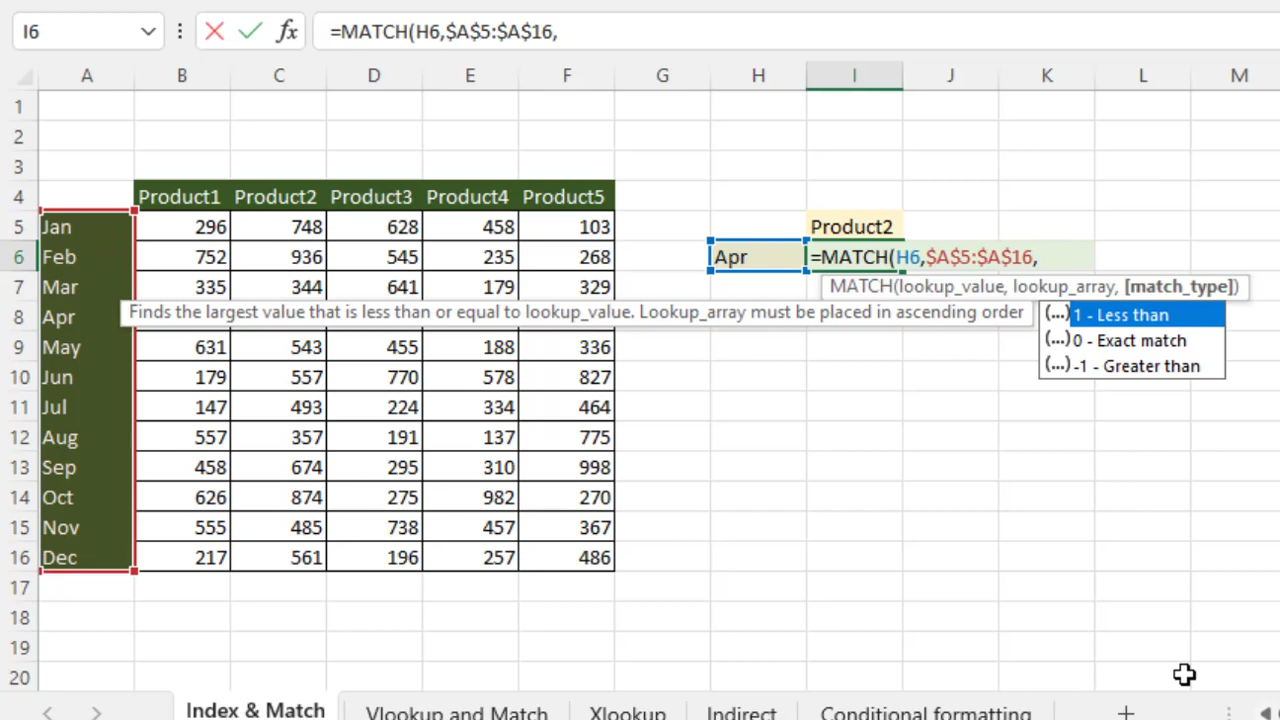 I6 fx =MATCH(H6,$A$5:$A$16,
A B C D E F G H I J K L M
1
2
3
4 Product1 Product2 Product3 Product4 Product5
5 Jan 296 748 628 458 103 Product2
6 Feb 752 936 545 235 268 Apr =MATCH(H6,$A$5:$A$16,
7 Mar 335 344 641 179 329 MATCH(lookup_value, lookup_array, [match_type])
8 Apr Finds the largest value that is less than or equal to lookup_value. Lookup_array must be placed in ascending order (...) 1 - Less than
9 May 631 543 455 188 336 (...) 0 - Exact match
(...) -1 - Greater than
10 Jun 179 557 770 578 827
11 Jul 147 493 224 334 464
12 Aug 557 357 191 137 775
13 Sep 458 674 295 310 998
14 Oct 626 874 275 982 270
15 Nov 555 485 738 457 367
16 Dec 217 561 196 257 486
17
18
19
20
Index & Match Vlookup and Match Xlookup Indirect Conditional formatting